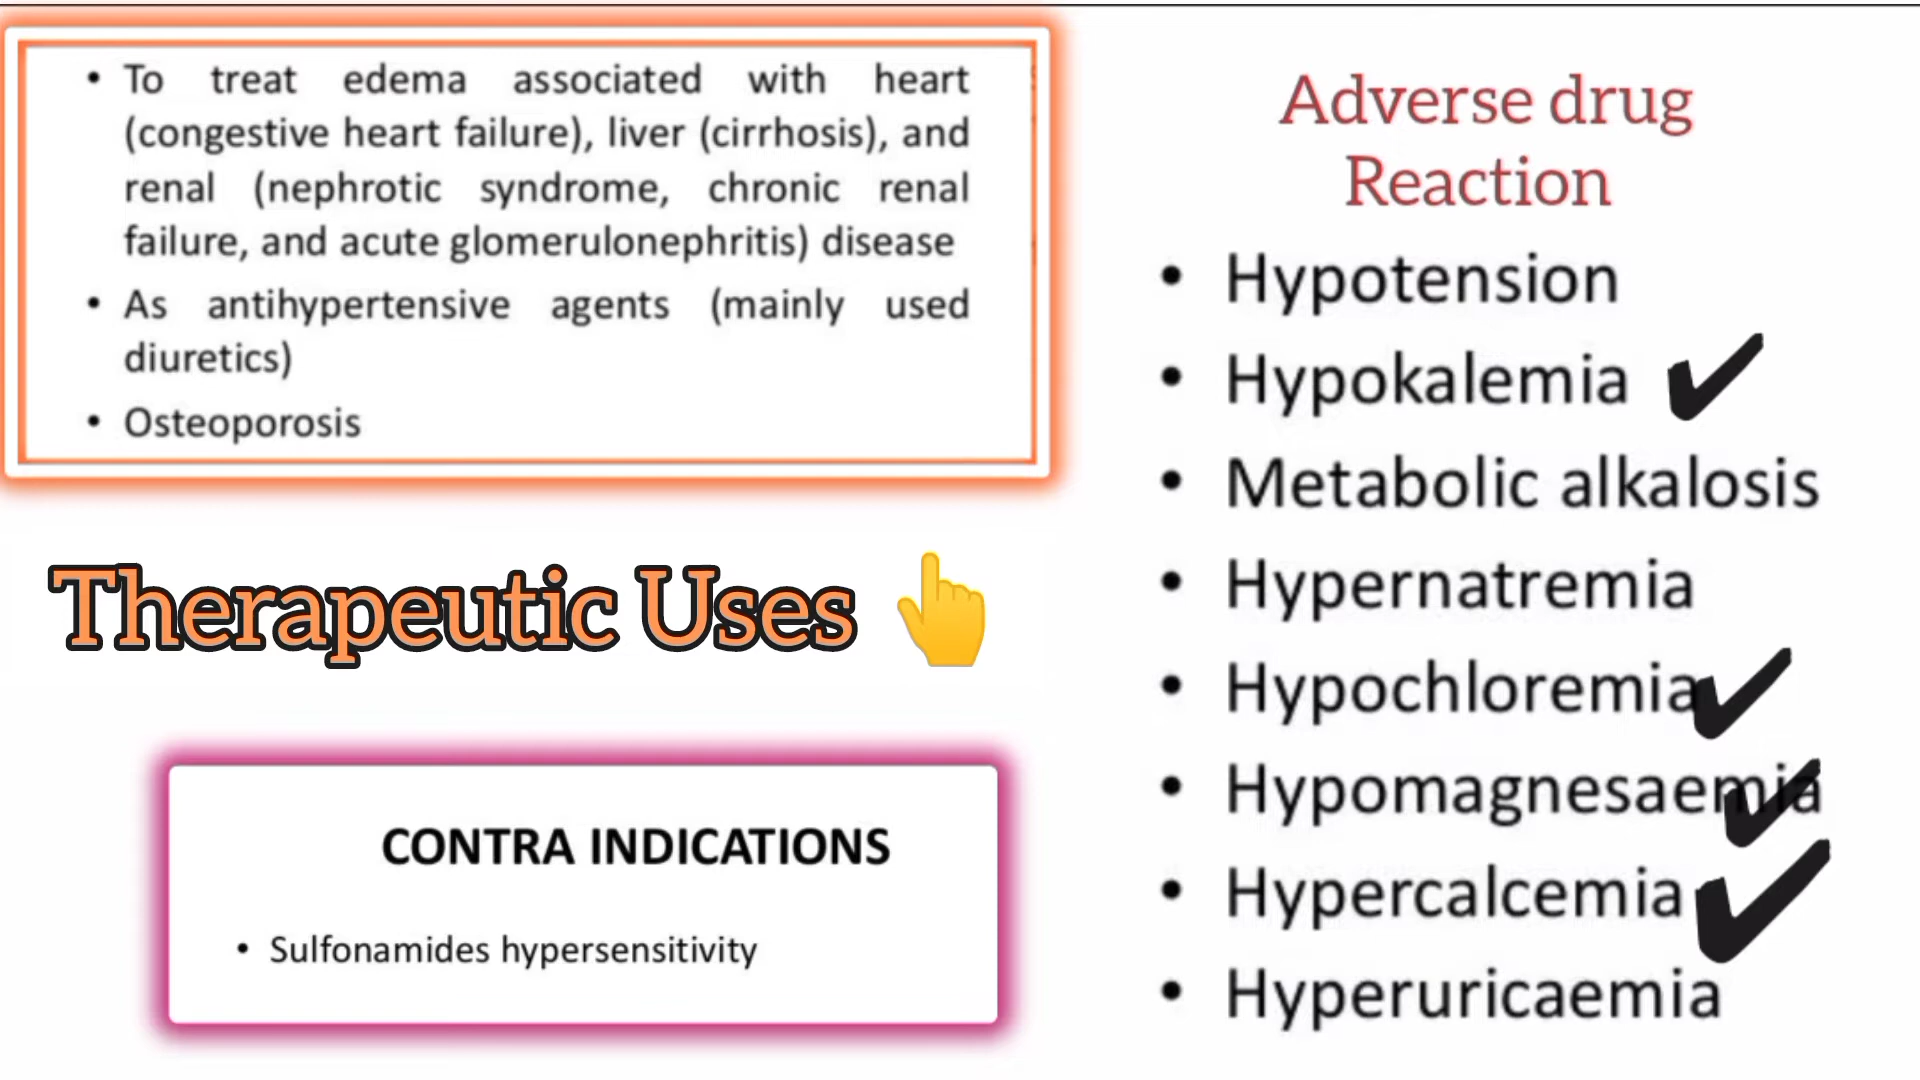 • To treat edema associated with heart
(congestive heart failure), liver (cirrhosis), and
renal (nephrotic syndrome, chronic renal
failure, and acute glomerulonephritis) disease
• As antihypertensive agents (mainly used
diuretics)
• Osteoporosis
Therapeutic Uses
CONTRA INDICATIONS
• Sulfonamides hypersensitivity
Adverse drug
Reaction
• Hypotension
• Hypokalemia
• Metabolic alkalosis
• Hypernatremia
• Hypochloremia
• Hypomagnesaemia
• Hypercalcemia
• Hyperuricaemia